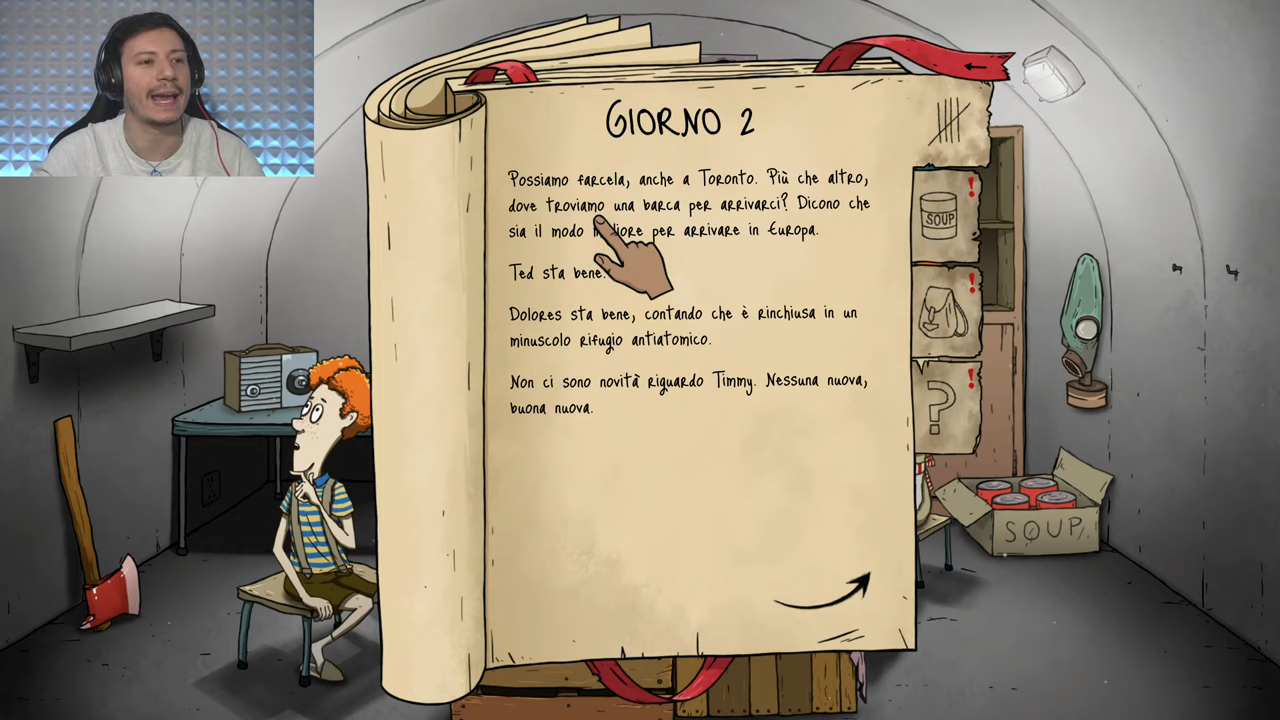 GIORNO 2
Possiamo farcela, anche a Toronto. Più che altro,
dove troviamo una barca per arrivarci? Dicono che
sia il modo per arrivare in Europa.
Ted sta bene.
Dolores sta bene, contando che è rinchiusa in un
minuscolo rifugio antiatomico.
Non ci sono novità riguardo Timmy. Nessuna nuova,
buona nuova.
!
SOUP
!
!
?
SOUP